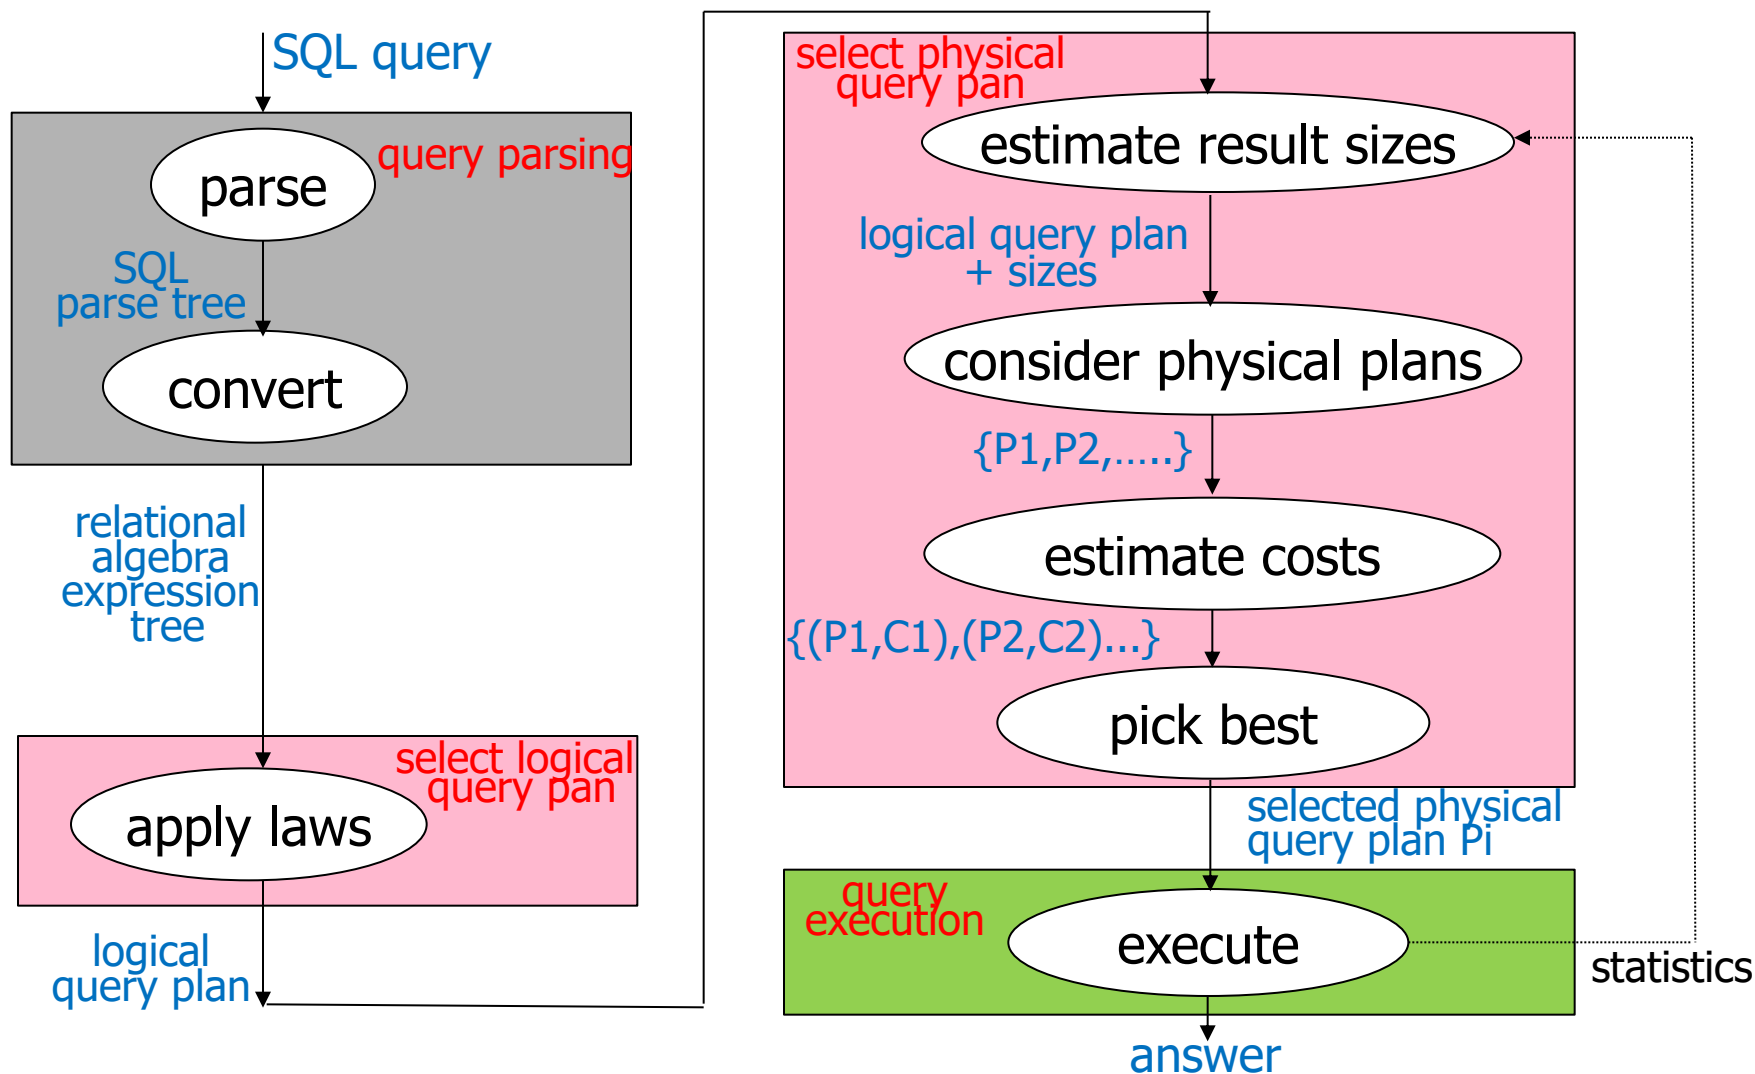 SQL query
query parsing
parse
SQL
parse tree
convert
relational
algebra
expression
tree
select logical
query pan
apply laws
logical
query plan
select physical
query pan
estimate result sizes
logical query plan
+ sizes
consider physical plans
{P1,P2,…..}
estimate costs
{(P1,C1),(P2,C2)...}
pick best
selected physical
query plan Pi
query
execution
execute
statistics
answer